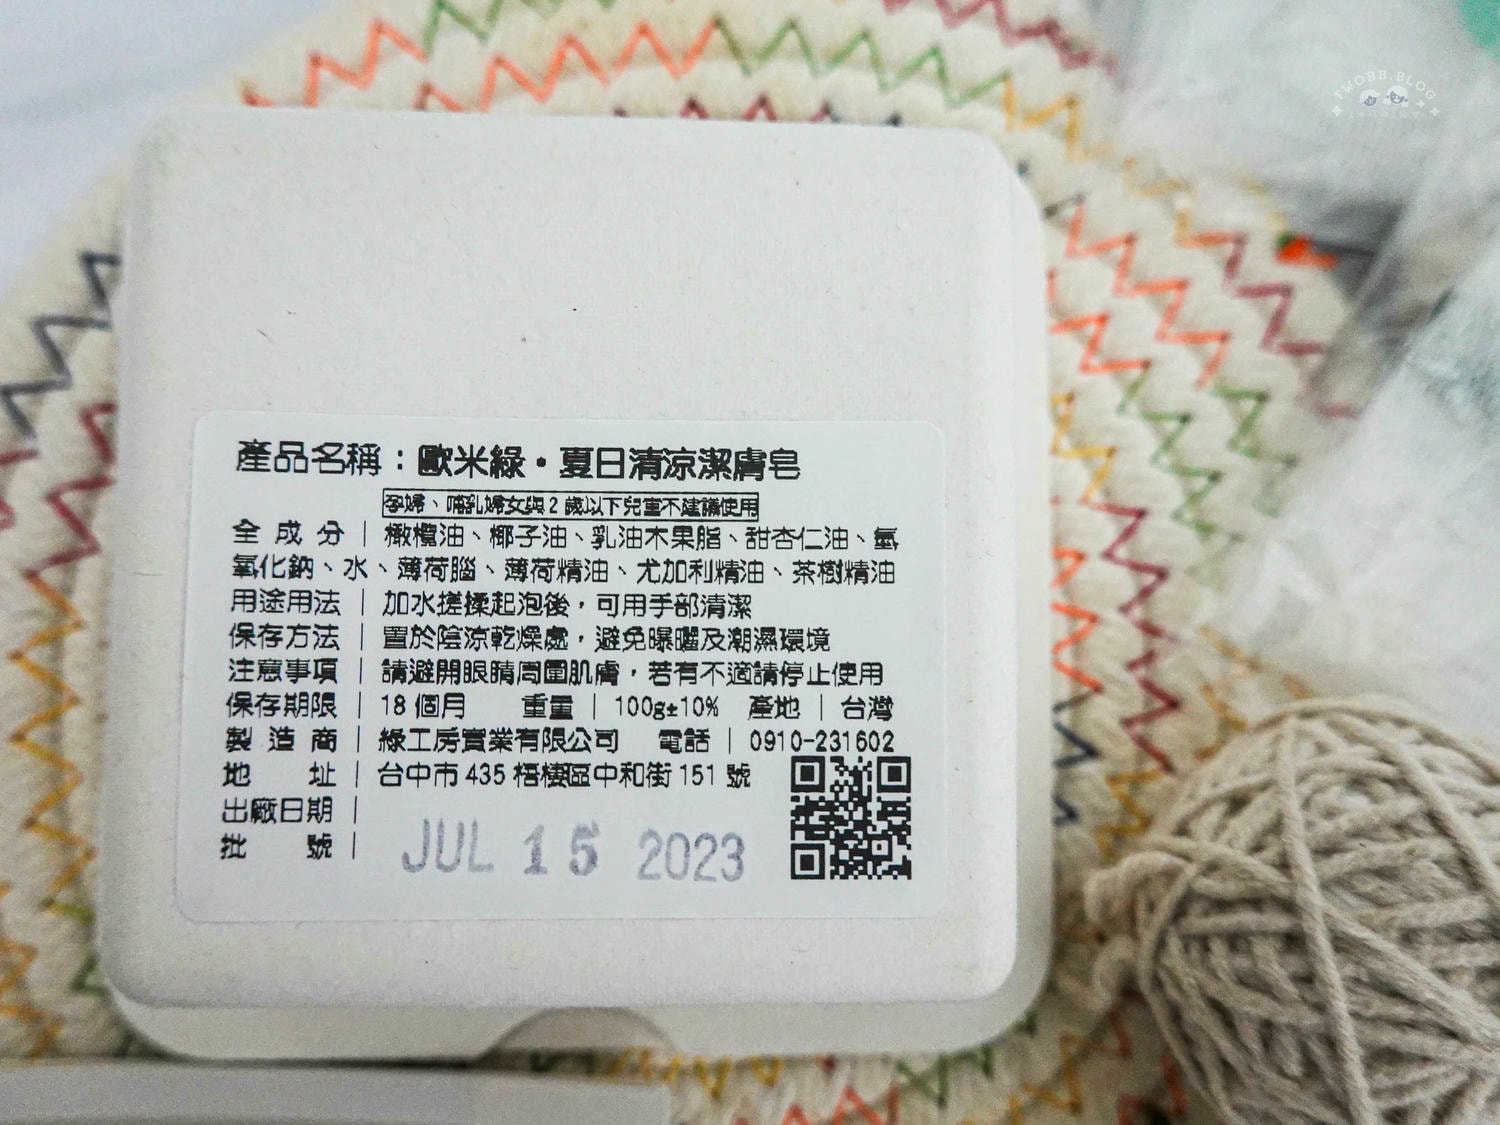 TWOBB.BLOG
產品名稱：歐米綠・夏日清涼潔膚皂
孕婦、哺乳婦女與2歲以下兒童不建議使用
全成分｜橄欖油、椰子油、乳油木果脂、甜杏仁油、氫
氧化鈉、水、薄荷腦、薄荷精油、尤加利精油、茶樹精油
用途用法｜加水搓揉起泡後，可用手部清潔
保存方法｜置於陰涼乾燥處，避免曝曬及潮濕環境
注意事項｜請避開眼睛周圍肌膚，若有不適請停止使用
保存期限｜18個月 重量｜100g±10% 產地｜台灣
製造商｜綠工房實業有限公司 電話｜0910-231602
地址｜台中市435梧棲區中和街151號
出廠日期｜
批號｜
JUL 15 2023